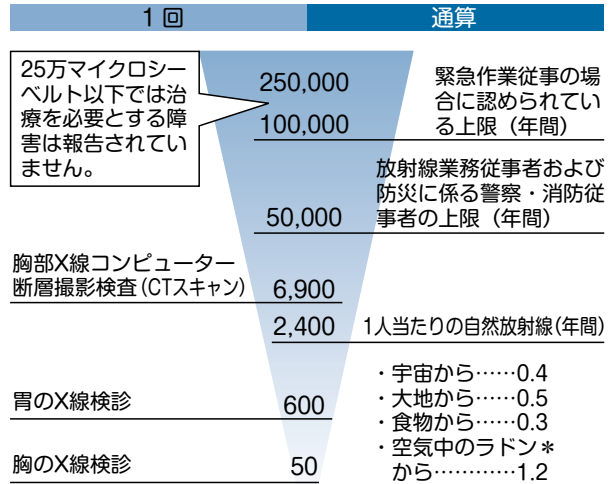 1回
通算
25万マイクロシー
ベルト以下では治
療を必要とする障
害は報告されてい
ません。
250,000
100,000
緊急作業従事の場
合に認められてい
る上限（年間）
放射線業務従事者および
防災に係る警察・消防従
事者の上限（年間）
50,000
胸部X線コンピューター
断層撮影検査(CTスキャン)
6,900
2,400
1人当たりの自然放射線(年間)
・宇宙から……0.4
・大地から……0.5
・食物から……0.3
・空気中のラドン＊
から…………1.2
胃のX線検診
600
胸のX線検診
50